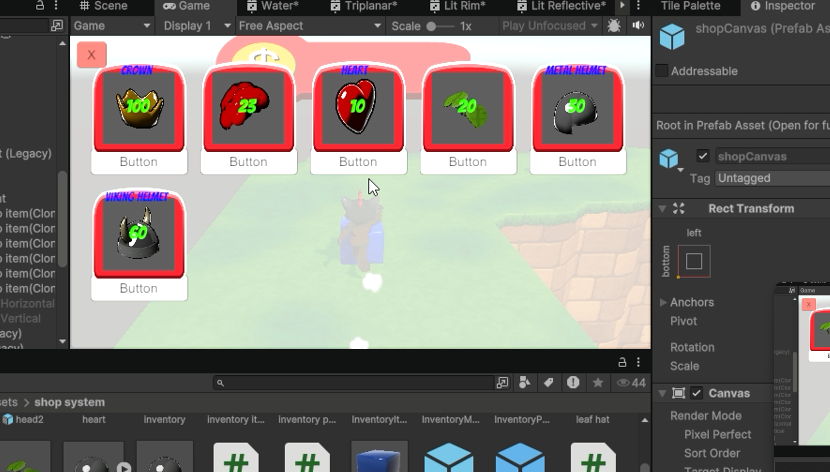 Scene
Game
Water*
Triplanar*
Lit Rim*
Lit Reflective*
Tile Palette
Inspector
Game
Display 1
Free Aspect
Scale
1x
Play Unfocused
shopCanvas (Prefab As
Addressable
Root in Prefab Asset (Open for fu
shopCanvas
Tag
Untagged
Rect Transform
left
bottom
Anchors
Pivot
Rotation
Scale
Canvas
Render Mode
Pixel Perfect
Sort Order
Target Display
X
CROWN
100
Button
23
Button
HEART
10
Button
20
Button
METAL HELMET
30
Button
VIKING HELMET
60
Button
t (Legacy)
nt
o item(Clon
o item(Clon
o item(Clon
o item(Clon
o item(Clon
Horizontal
Vertical
acy)
44
sets > shop system
head2
heart
inventory
inventory it...
inventory p...
InventoryIt...
InventoryM...
InventoryP...
leaf hat